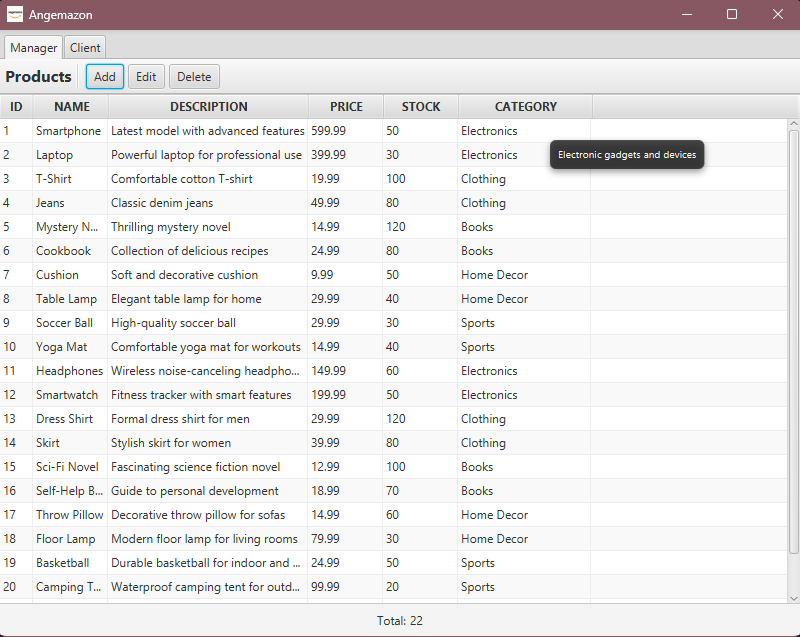 Angemazon
Manager Client
Products Add Edit Delete
ID NAME DESCRIPTION PRICE STOCK CATEGORY
1 Smartphone Latest model with advanced features 599.99 50 Electronics
2 Laptop Powerful laptop for professional use 399.99 30 Electronics
Electronic gadgets and devices
3 T-Shirt Comfortable cotton T-shirt 19.99 100 Clothing
4 Jeans Classic denim jeans 49.99 80 Clothing
5 Mystery N... Thrilling mystery novel 14.99 120 Books
6 Cookbook Collection of delicious recipes 24.99 80 Books
7 Cushion Soft and decorative cushion 9.99 50 Home Decor
8 Table Lamp Elegant table lamp for home 29.99 40 Home Decor
9 Soccer Ball High-quality soccer ball 29.99 30 Sports
10 Yoga Mat Comfortable yoga mat for workouts 14.99 40 Sports
11 Headphones Wireless noise-canceling headpho... 149.99 60 Electronics
12 Smartwatch Fitness tracker with smart features 199.99 50 Electronics
13 Dress Shirt Formal dress shirt for men 29.99 120 Clothing
14 Skirt Stylish skirt for women 39.99 80 Clothing
15 Sci-Fi Novel Fascinating science fiction novel 12.99 100 Books
16 Self-Help B... Guide to personal development 18.99 70 Books
17 Throw Pillow Decorative throw pillow for sofas 14.99 60 Home Decor
18 Floor Lamp Modern floor lamp for living rooms 79.99 30 Home Decor
19 Basketball Durable basketball for indoor and ... 24.99 50 Sports
20 Camping T... Waterproof camping tent for outd... 99.99 20 Sports
Total: 22